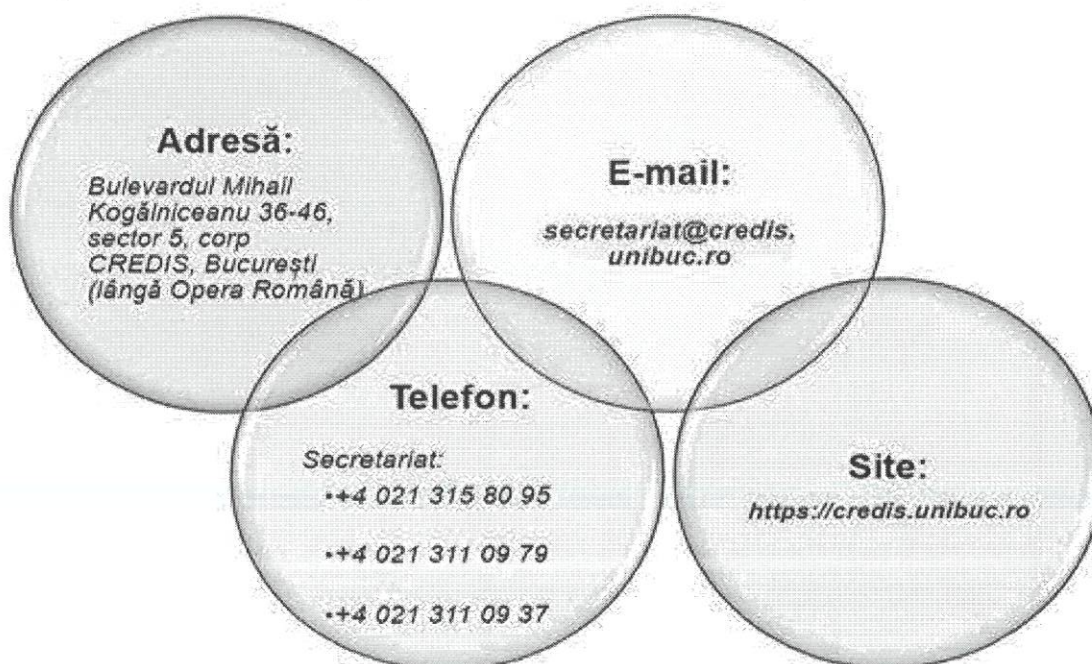 Adresă:
Bulevardul Mihail
Kogălniceanu 36-46,
sector 5, corp
CREDIS, București
(lângă Opera Română)
E-mail:
secretariat@credis.
unibuc.ro
Telefon:
Secretariat:
•+4 021 315 80 95
•+4 021 311 09 79
•+4 021 311 09 37
Site:
https://credis.unibuc.ro